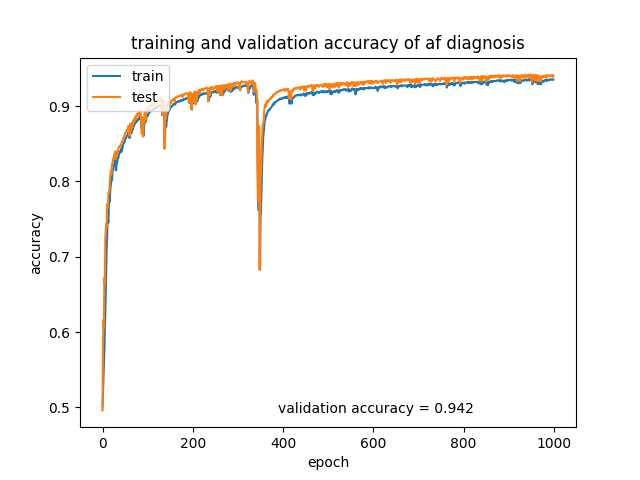 training and validation accuracy of af diagnosis
train
test
0.9
0.8
0.7
0.6
0.5
accuracy
validation accuracy = 0.942
0 200 400 600 800 1000
epoch